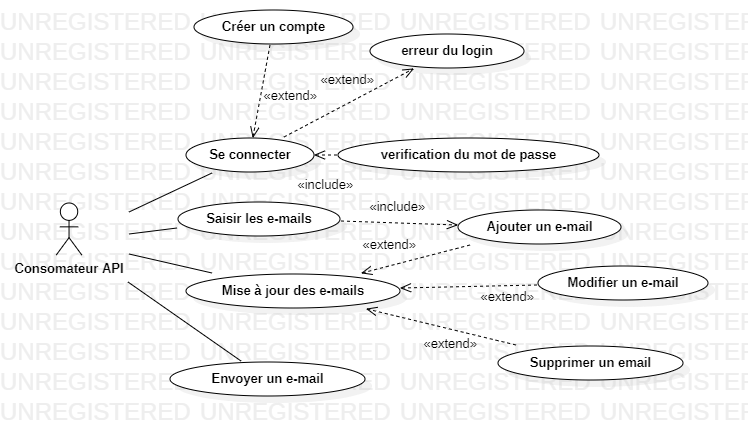 Créer un compte
erreur du login
«extend»
«extend»
Se connecter
verification du mot de passe
«include»
Saisir les e-mails
«include»
Ajouter un e-mail
«extend»
Consomateur API
Mise à jour des e-mails
Modifier un e-mail
«extend»
«extend»
Supprimer un email
Envoyer un e-mail
UNREGISTERED UNREGISTERED UNREGISTERED UNREGISTERED